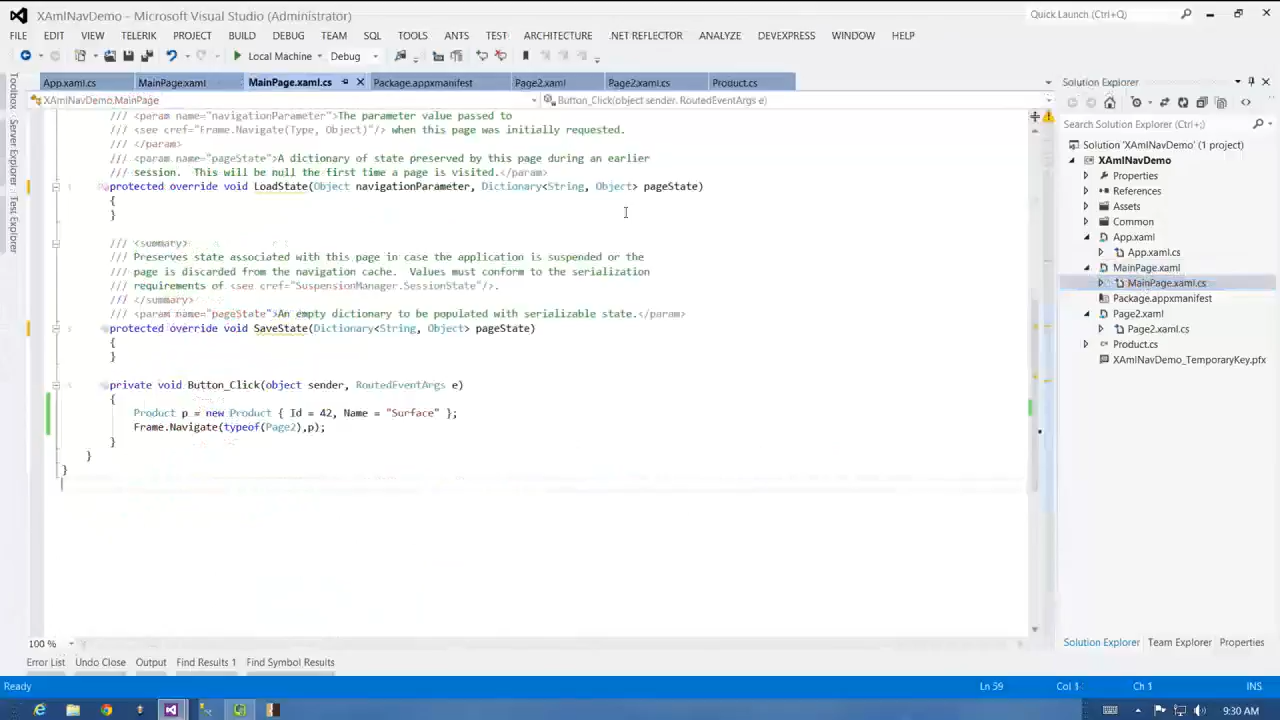 XAmlNavDemo - Microsoft Visual Studio (Administrator)
Quick Launch (Ctrl+Q)
FILE EDIT VIEW TELERIK PROJECT BUILD DEBUG TEAM SQL TOOLS ANTS TEST ARCHITECTURE .NET REFLECTOR ANALYZE DEVEXPRESS WINDOW HELP
Local Machine Debug
App.xaml.cs MainPage.xaml MainPage.xaml.cs Package.appxmanifest Page2.xaml Page2.xaml.cs Product.cs
XAmlNavDemo.MainPage
Button_Click(object sender, RoutedEventArgs e)
/// <param name="navigationParameter">The parameter value passed to
/// <see cref="Frame.Navigate(Type, Object)"/> when this page was initially requested.
/// </param>
/// <param name="pageState">A dictionary of state preserved by this page during an earlier
/// session.  This will be null the first time a page is visited.</param>
protected override void LoadState(Object navigationParameter, Dictionary<String, Object> pageState)
{
}
/// <summary>
/// Preserves state associated with this page in case the application is suspended or the
/// page is discarded from the navigation cache.  Values must conform to the serialization
/// requirements of <see cref="SuspensionManager.SessionState"/>.
/// </summary>
/// <param name="pageState">An empty dictionary to be populated with serializable state.</param>
protected override void SaveState(Dictionary<String, Object> pageState)
{
}
private void Button_Click(object sender, RoutedEventArgs e)
{
Product p = new Product { Id = 42, Name = "Surface" };
Frame.Navigate(typeof(Page2),p);
}
}
}
100 %
Toolbox
Server Explorer
Test Explorer
Solution Explorer
Search Solution Explorer (Ctrl+;)
Solution 'XAmlNavDemo' (1 project)
XAmlNavDemo
Properties
References
Assets
Common
App.xaml
App.xaml.cs
MainPage.xaml
MainPage.xaml.cs
Package.appxmanifest
Page2.xaml
Page2.xaml.cs
Product.cs
XAmlNavDemo_TemporaryKey.pfx
Solution Explorer Team Explorer Properties
Error List Undo Close Output Find Results 1 Find Symbol Results
Ready
Ln 59 Col 1 Ch 1 INS
9:30 AM